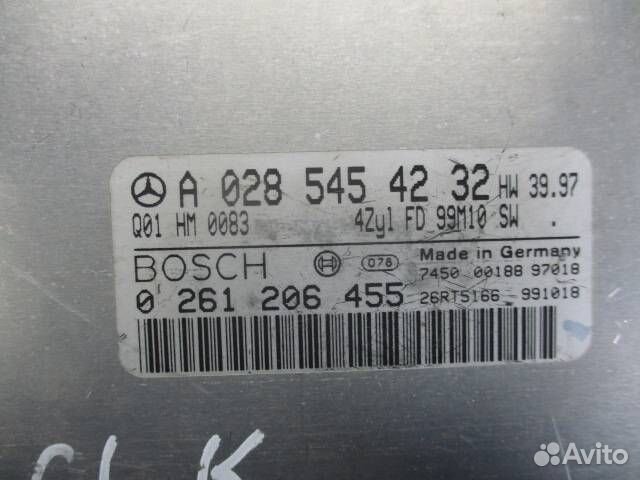 A 028 545 42 32 HW 39.97
Q01 HM 0083 4Zyl FD 99M10 SW .
BOSCH 078 Made in Germany
7450 00188 97018
0 261 206 455 26RT5166 991018
CLK
Avito